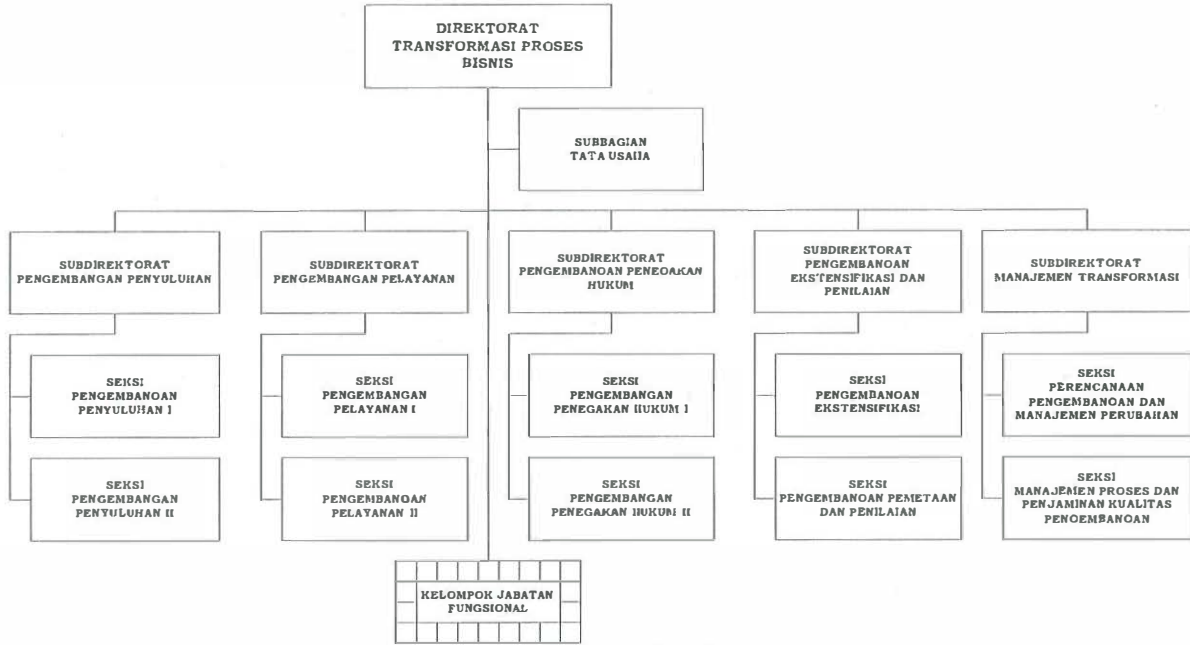 DIREKTORAT
TRANSFORMASI PROSES
BISNIS
SUBBAGIAN
TATA USAHA
SUBDIREKTORAT
PENGEMBANGAN PENYULUHAN
SUBDIREKTORAT
PENGEMBANGAN PELAYANAN
SUBDIREKTORAT
PENGEMBANGAN PENEGAKAN
HUKUM
SUBDIREKTORAT
PENGEMBANGAN
EKSTENSIFIKASI DAN
PENILAIAN
SUBDIREKTORAT
MANAJEMEN TRANSFORMASI
SEKSI
PENGEMBANGAN
PENYULUHAN I
SEKSI
PENGEMBANGAN
PELAYANAN I
SEKSI
PENGEMBANGAN
PENEGAKAN HUKUM I
SEKSI
PENGEMBANGAN
EKSTENSIFIKASI
SEKSI
PERENCANAAN
PENGEMBANGAN DAN
MANAJEMEN PERUBAHAN
SEKSI
PENGEMBANGAN
PENYULUHAN II
SEKSI
PENGEMBANGAN
PELAYANAN II
SEKSI
PENGEMBANGAN
PENEGAKAN HUKUM II
SEKSI
PENGEMBANGAN PEMETAAN
DAN PENILAIAN
SEKSI
MANAJEMEN PROSES DAN
PENJAMINAN KUALITAS
PENGEMBANGAN
KELOMPOK JABATAN
FUNGSIONAL